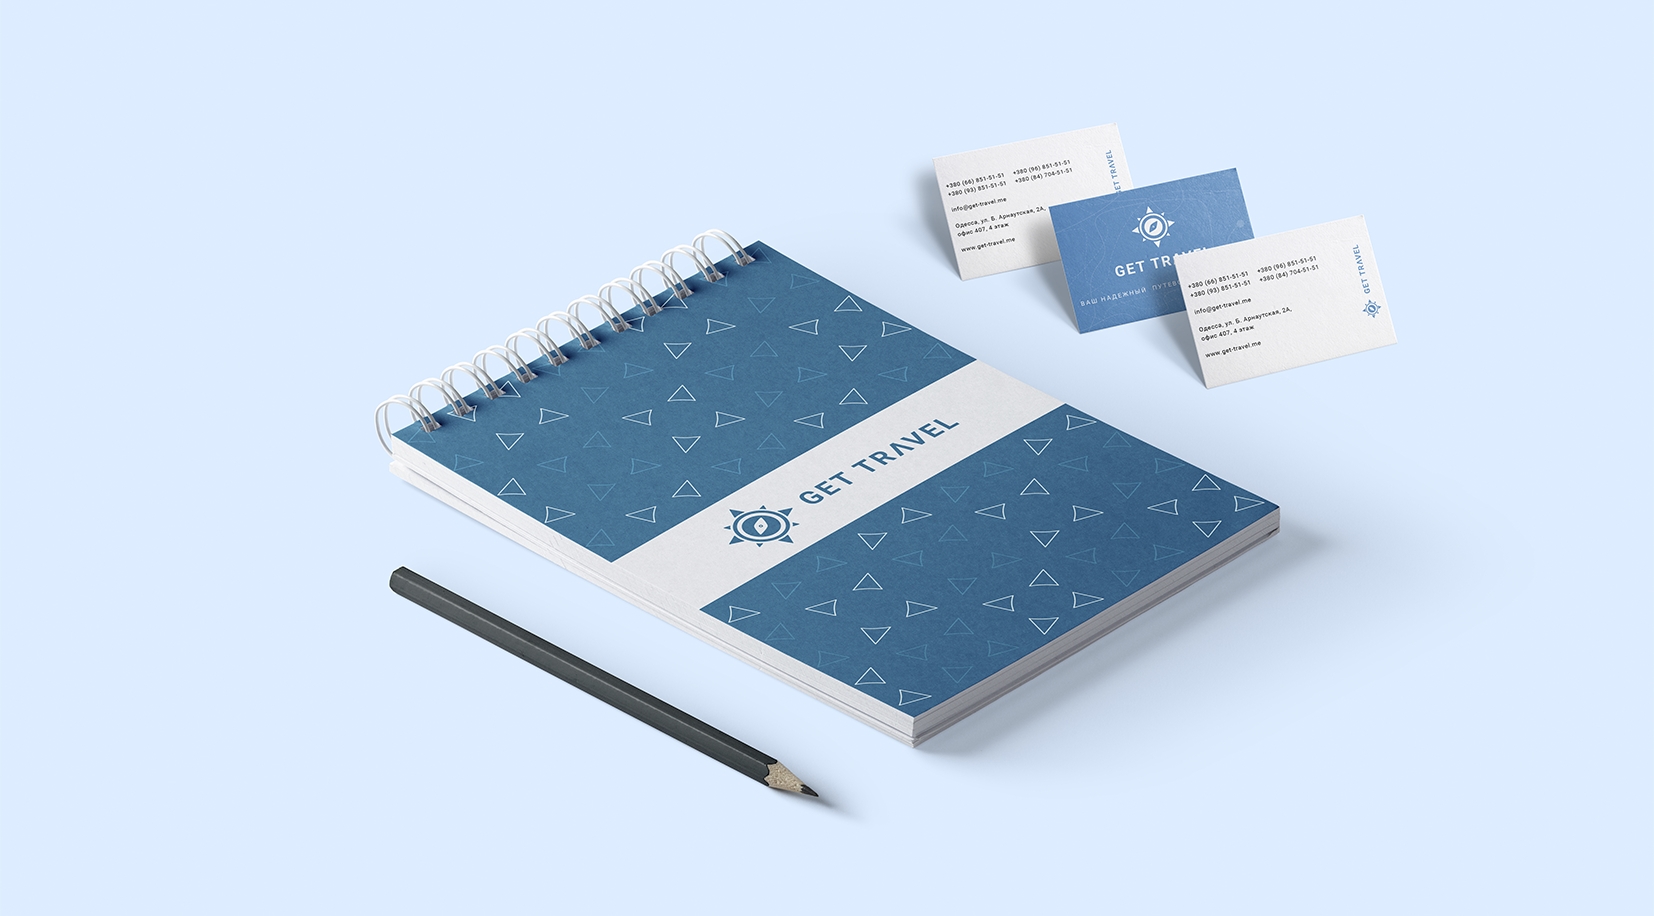 +380 (66) 851-51-51 +380 (96) 851-51-51
+380 (93) 851-51-51 +380 (84) 704-51-51
info@get-travel.me
Одесса, ул. Б. Арнаутская, 2А,
офис 407, 4 этаж
www.get-travel.me
GET TRAVEL
GET TRAVEL
ВАШ НАДЕЖНЫЙ
+380 (66) 851-51-51 +380 (96) 851-51-51
+380 (93) 851-51-51 +380 (84) 704-51-51
info@get-travel.me
Одесса, ул. Б. Арнаутская, 2А,
офис 407, 4 этаж
www.get-travel.me
GET TRAVEL
GET TRAVEL